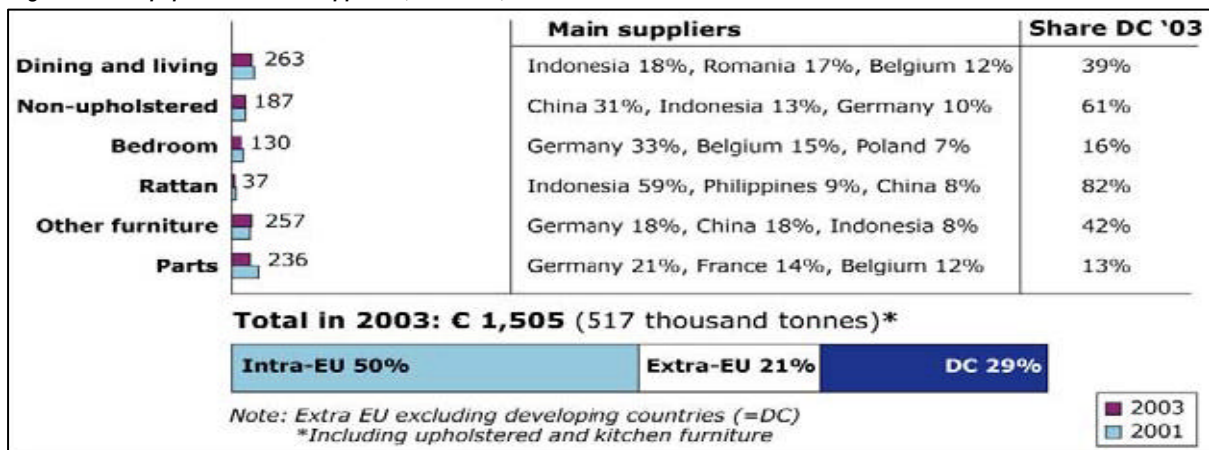 Main suppliers Share DC ‘03
Dining and living 263 Indonesia 18%, Romania 17%, Belgium 12% 39%
Non-upholstered 187 China 31%, Indonesia 13%, Germany 10% 61%
Bedroom 130 Germany 33%, Belgium 15%, Poland 7% 16%
Rattan 37 Indonesia 59%, Philippines 9%, China 8% 82%
Other furniture 257 Germany 18%, China 18%, Indonesia 8% 42%
Parts 236 Germany 21%, France 14%, Belgium 12% 13%
Total in 2003: € 1,505 (517 thousand tonnes)*
Intra-EU 50% Extra-EU 21% DC 29%
Note: Extra EU excluding developing countries (=DC)
*Including upholstered and kitchen furniture
2003
2001